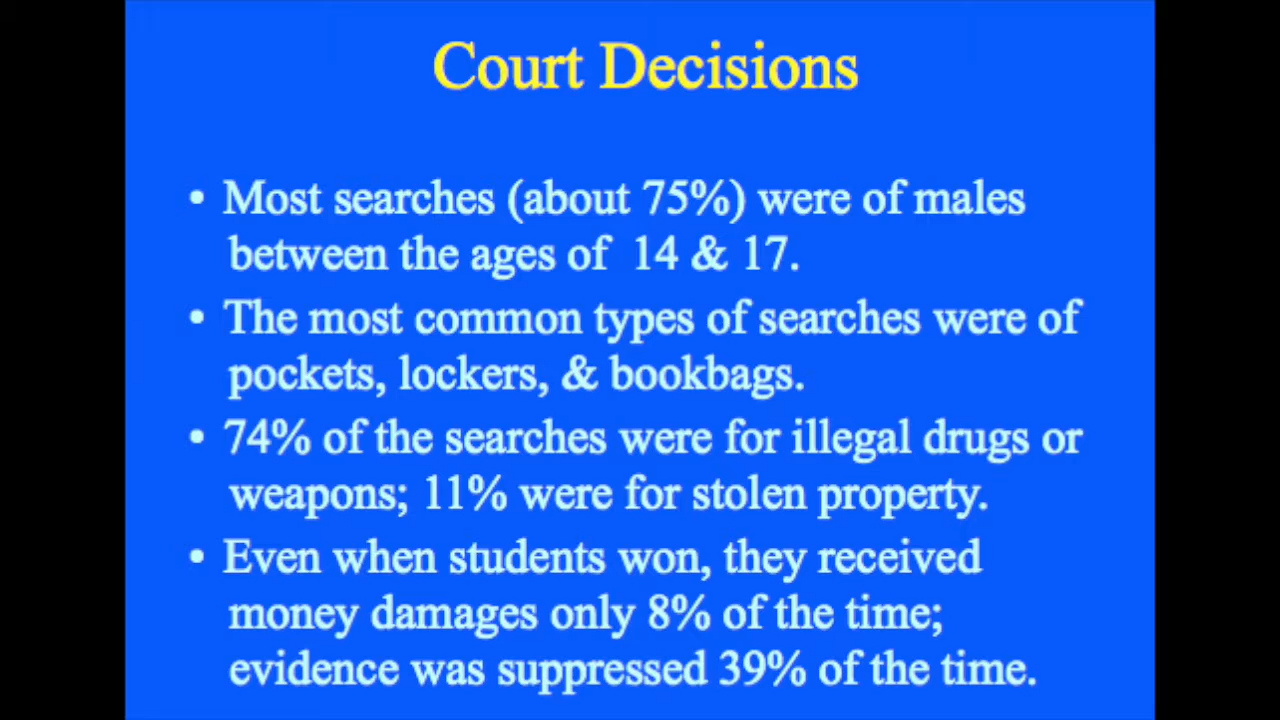 Court Decisions
• Most searches (about 75%) were of males
between the ages of 14 & 17.
• The most common types of searches were of
pockets, lockers, & bookbags.
• 74% of the searches were for illegal drugs or
weapons; 11% were for stolen property.
• Even when students won, they received
money damages only 8% of the time;
evidence was suppressed 39% of the time.